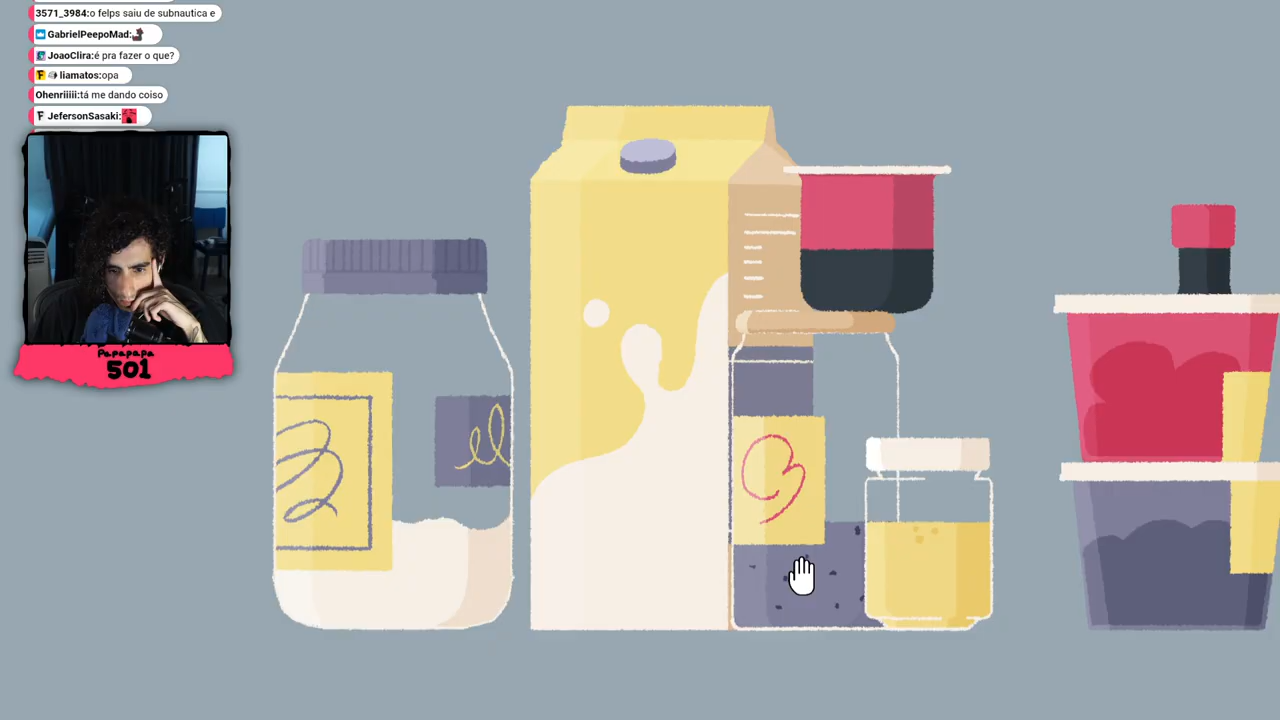 3571_3984:o felps saiu de subnautica e
GabrielPeepoMad:
JoaoClira:é pra fazer o que?
liamatos:opa
Ohenriiiii:tá me dando coiso
F JefersonSasaki:
Papapapa
501